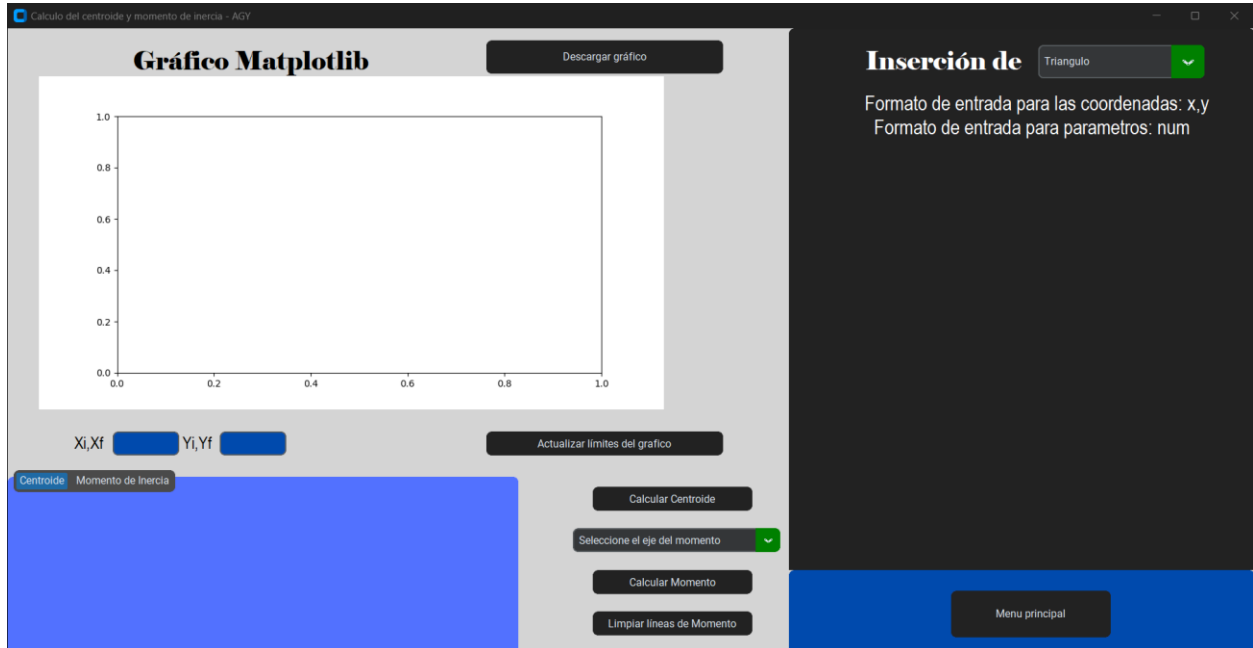 Calculo del centroide y momento de inercia - AGY
Gráfico Matplotlib
Descargar gráfico
1.0
0.8
0.6
0.4
0.2
0.0
0.0 0.2 0.4 0.6 0.8 1.0
Xi,Xf Yi,Yf
Actualizar límites del grafico
Centroide Momento de Inercia
Calcular Centroide
Seleccione el eje del momento
Calcular Momento
Limpiar líneas de Momento
Inserción de Triangulo
Formato de entrada para las coordenadas: x,y
Formato de entrada para parametros: num
Menu principal